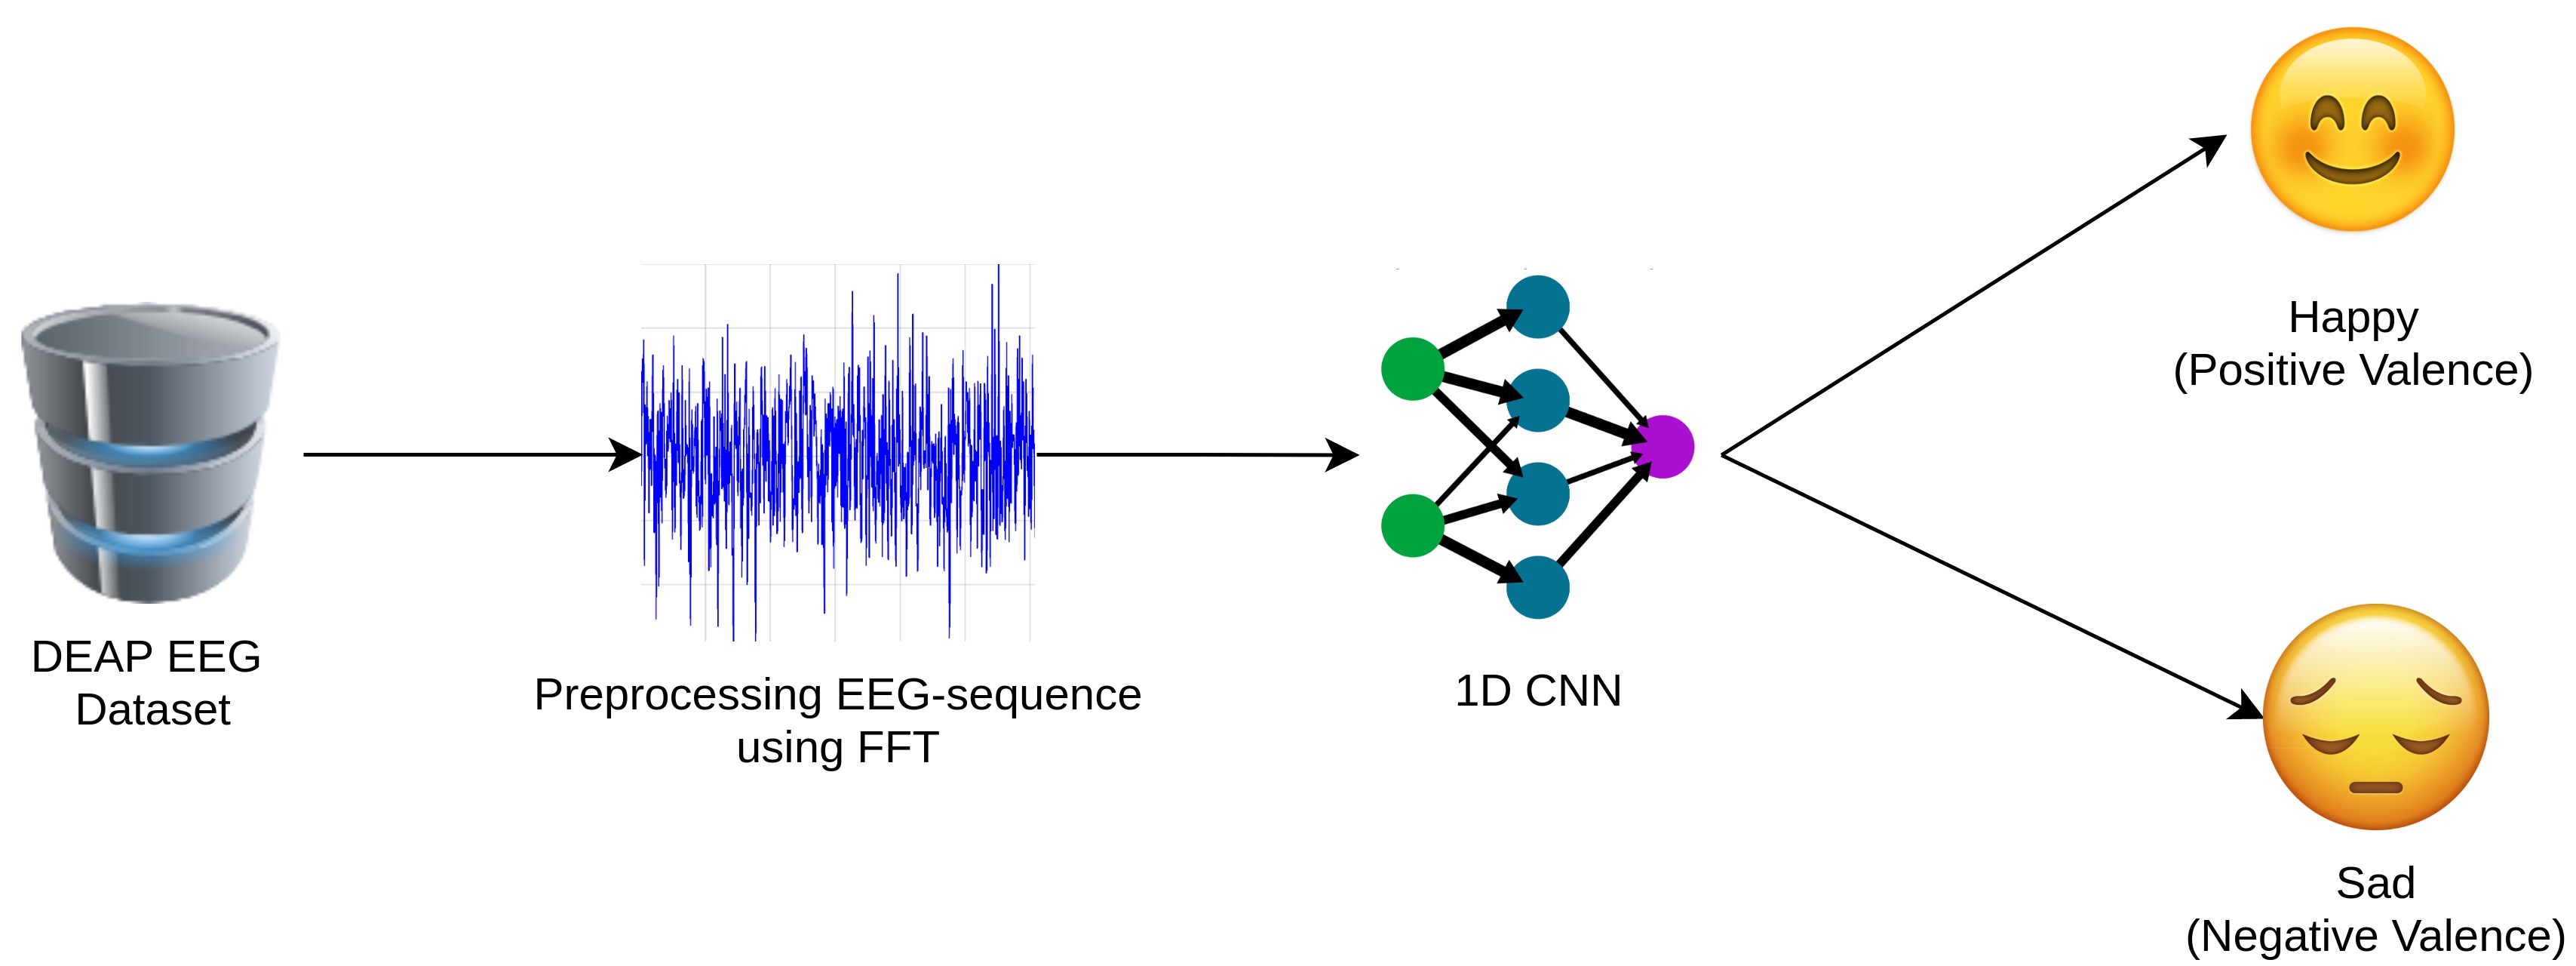 DEAP EEG
Dataset
Preprocessing EEG-sequence
using FFT
1D CNN
Happy
(Positive Valence)
Sad
(Negative Valence)